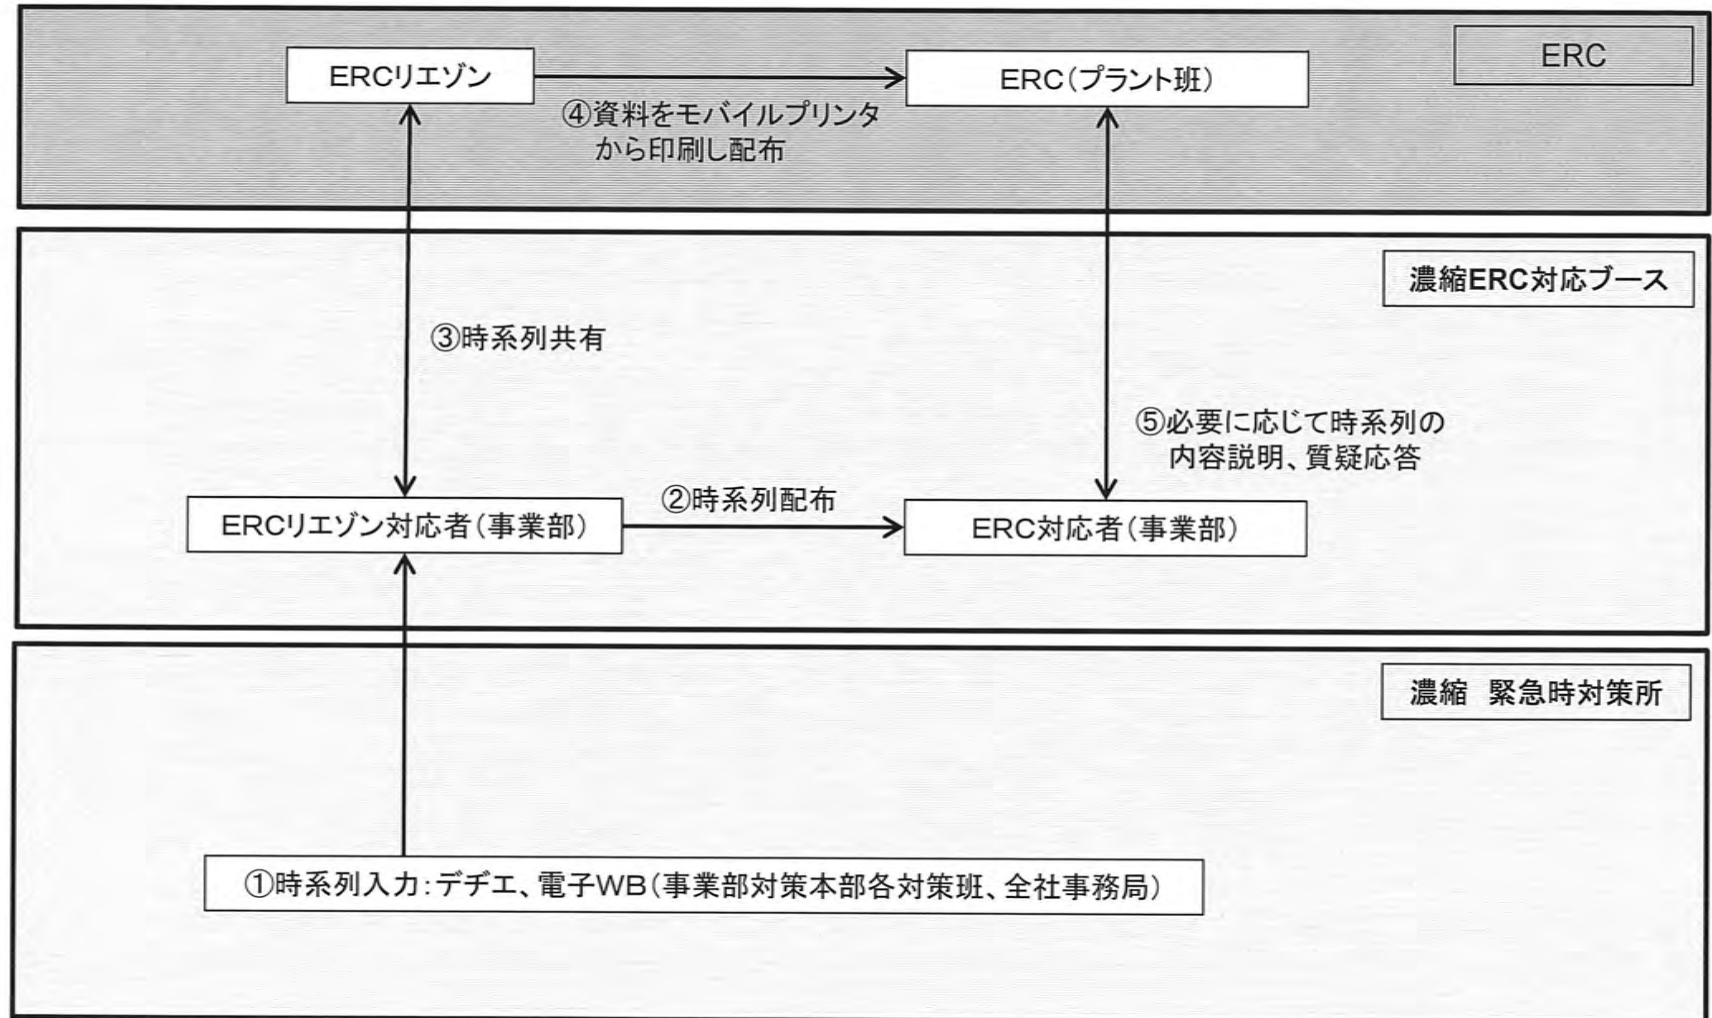 ERC
ERCリエゾン
ERC(プラント班)
④資料をモバイルプリンタ
から印刷し配布
濃縮ERC対応ブース
③時系列共有
⑤必要に応じて時系列の
内容説明、質疑応答
②時系列配布
ERCリエゾン対応者(事業部)
ERC対応者(事業部)
濃縮 緊急時対策所
①時系列入力:デヂエ、電子WB(事業部対策本部各対策班、全社事務局)